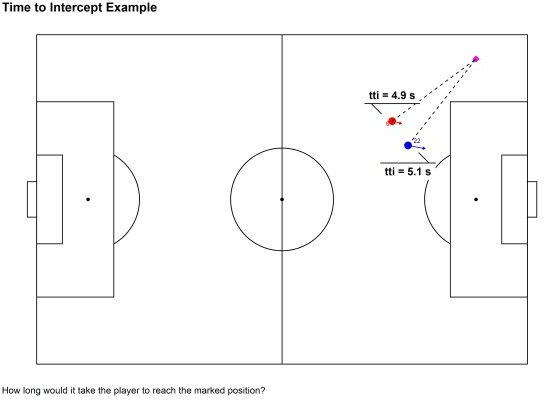 Time to Intercept Example
tti = 4.9 s
22
tti = 5.1 s
How long would it take the player to reach the marked position?